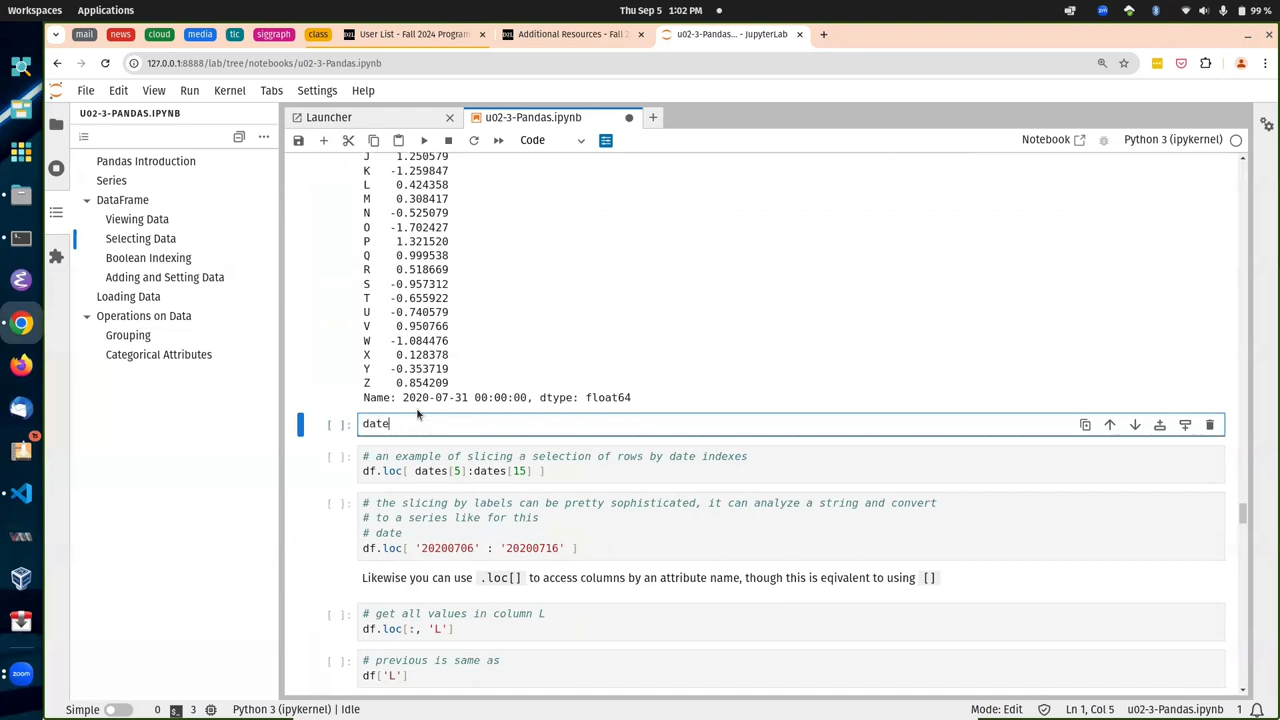 Workspaces Applications Thu Sep 5 1:02 PM 99 %
mail news cloud media tlc siggraph class User List - Fall 2024 Program Additional Resources - Fall 2 u02-3-Pandas... - JupyterLab
127.0.0.1:8888/lab/tree/notebooks/u02-3-Pandas.ipynb
File Edit View Run Kernel Tabs Settings Help
U02-3-PANDAS.IPYNB
Launcher u02-3-Pandas.ipynb
Code Notebook Python 3 (ipykernel)
Pandas Introduction
Series
DataFrame
Viewing Data
Selecting Data
Boolean Indexing
Adding and Setting Data
Loading Data
Operations on Data
Grouping
Categorical Attributes
J 1.250579
K -1.259847
L 0.424358
M 0.308417
N -0.525079
O -1.702427
P 1.321520
Q 0.999538
R 0.518669
S -0.957312
T -0.655922
U -0.740579
V 0.950766
W -1.084476
X 0.128378
Y -0.353719
Z 0.854209
Name: 2020-07-31 00:00:00, dtype: float64
[ ]: date
[ ]: # an example of slicing a selection of rows by date indexes
df.loc[ dates[5]:dates[15] ]
[ ]: # the slicing by labels can be pretty sophisticated, it can analyze a string and convert
# to a series like for this
# date
df.loc[ '20200706' : '20200716' ]
Likewise you can use .loc[] to access columns by an attribute name, though this is eqivalent to using []
[ ]: # get all values in column L
df.loc[:, 'L']
[ ]: # previous is same as
df['L']
Simple 0 3 Python 3 (ipykernel) | Idle Mode: Edit Ln 1, Col 5 u02-3-Pandas.ipynb 1